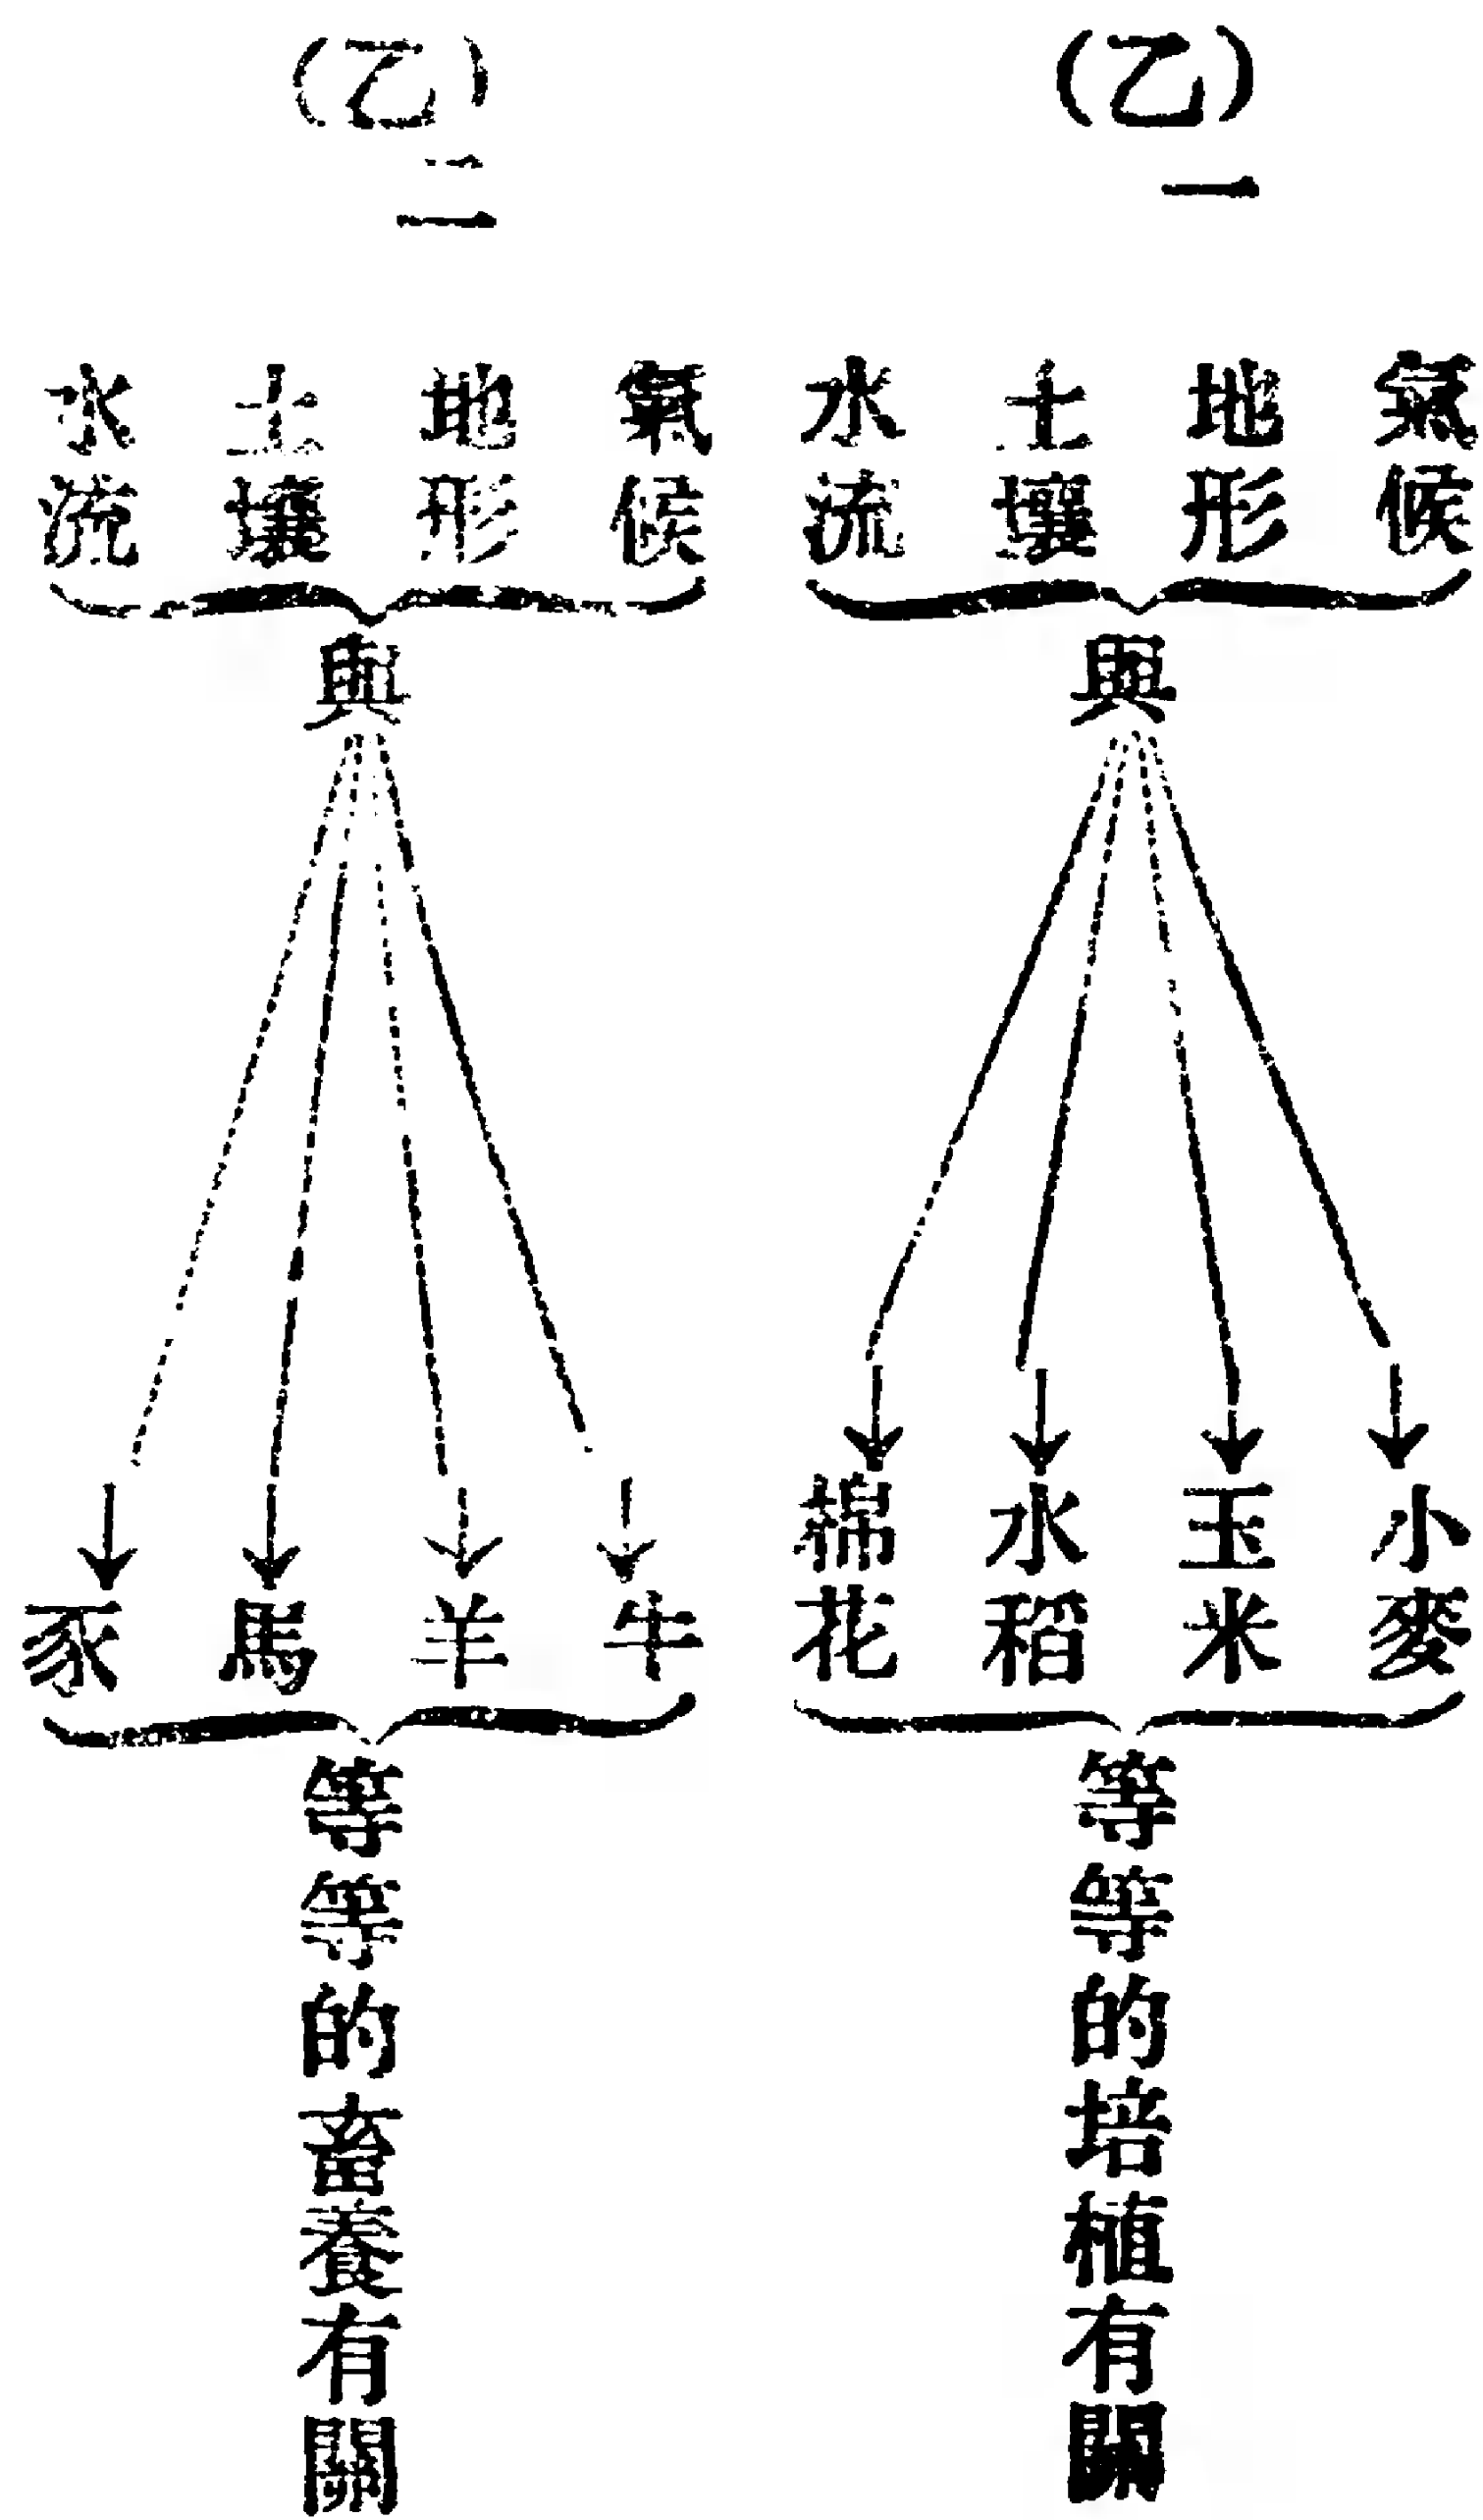 (乙)一
氣候
地形
土壤
水流
與
小麥
玉米
水稻
棉花
等等的培植有關
(乙)二
氣候
地形
土壤
水流
與
牛
羊
馬
豕
等等的畜養有關